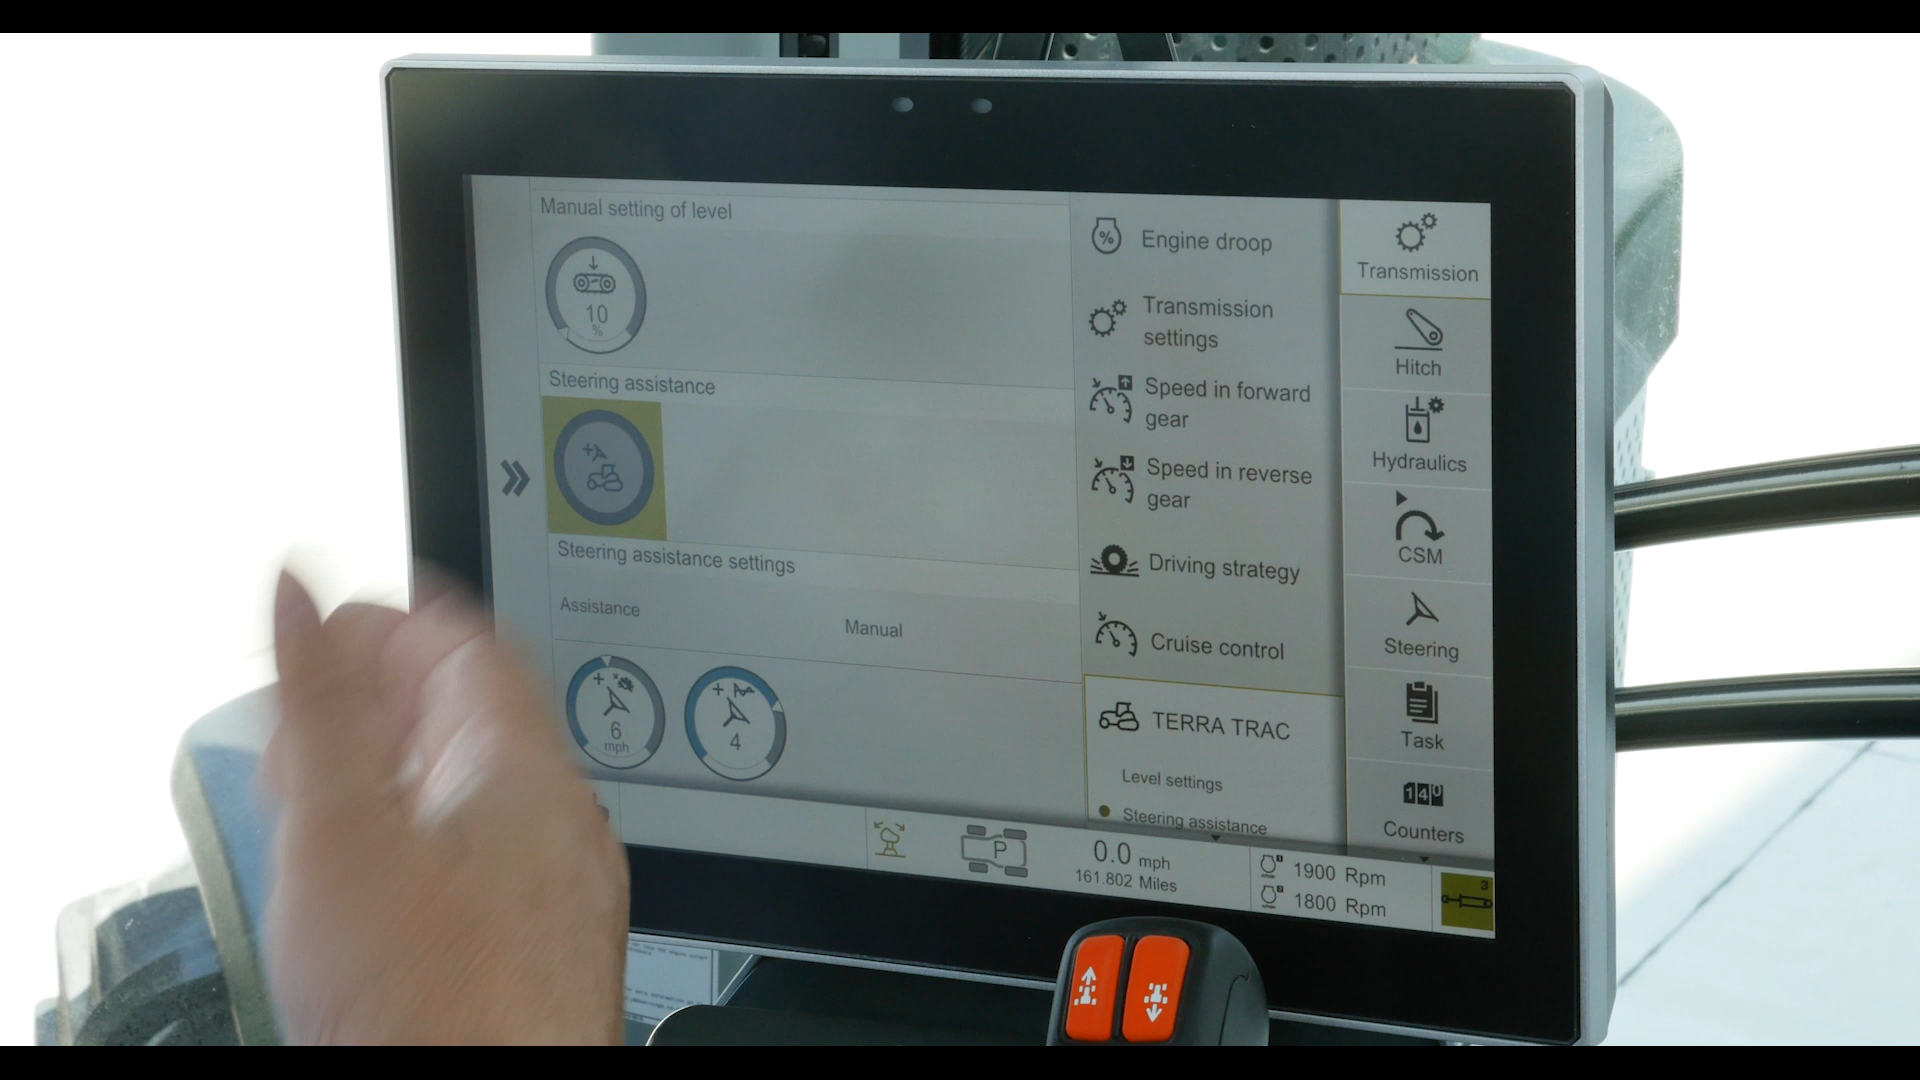 Manual setting of level
10
%
Steering assistance
Steering assistance settings
Assistance
Manual
6
mph
4
Engine droop
%
Transmission
settings
Speed in forward
gear
Speed in reverse
gear
Driving strategy
Cruise control
TERRA TRAC
Level settings
Steering assistance
Transmission
Hitch
Hydraulics
CSM
Steering
Task
140
Counters
P
0.0 mph
161.802 Miles
1900 Rpm
1800 Rpm
3